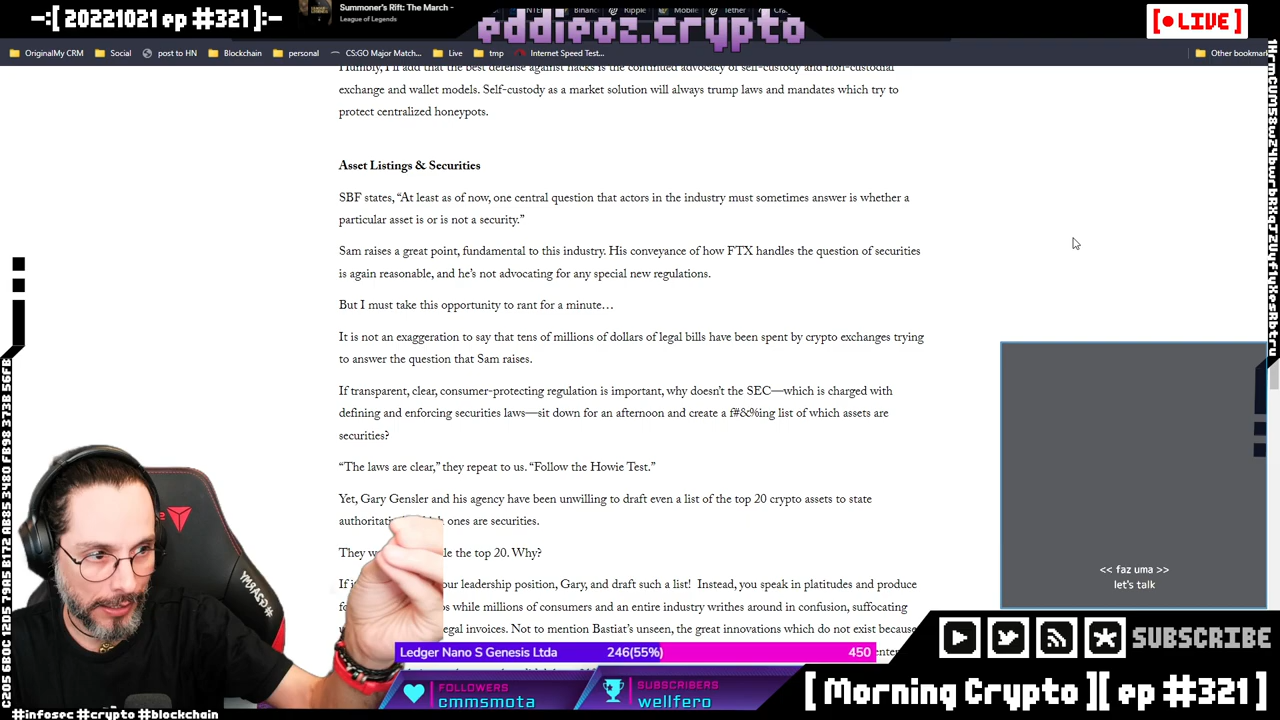 -:[ 20221021 ep #321 ]:-
Summoner's Rift: The March -
League of Legends
eddieoz.crypto
Ripple
Mobile
Tether
[ LIVE ]
OriginalMy CRM
Social
post to HN
Blockchain
personal
CS:GO Major Match...
Live
tmp
Internet Speed Test...
Other bookmar
Humbly, I'll add that the best defense against hacks is the continued advocacy of self-custody and non-custodial
exchange and wallet models. Self-custody as a market solution will always trump laws and mandates which try to
protect centralized honeypots.
Asset Listings & Securities
SBF states, “At least as of now, one central question that actors in the industry must sometimes answer is whether a
particular asset is or is not a security.”
Sam raises a great point, fundamental to this industry. His conveyance of how FTX handles the question of securities
is again reasonable, and he's not advocating for any special new regulations.
But I must take this opportunity to rant for a minute…
It is not an exaggeration to say that tens of millions of dollars of legal bills have been spent by crypto exchanges trying
to answer the question that Sam raises.
If transparent, clear, consumer-protecting regulation is important, why doesn't the SEC—which is charged with
defining and enforcing securities laws—sit down for an afternoon and create a f#&%ing list of which assets are
securities?
“The laws are clear,” they repeat to us. “Follow the Howie Test.”
Yet, Gary Gensler and his agency have been unwilling to draft even a list of the top 20 crypto assets to state
ones are securities.
They the top 20. Why?
If leadership position, Gary, and draft such a list! Instead, you speak in platitudes and produce
while millions of consumers and an entire industry writhes around in confusion, suffocating
legal invoices. Not to mention Bastiat's unseen, the great innovations which do not exist because
<< faz uma >>
let's talk
Ledger Nano S Genesis Ltda
246(55%)
450
FOLLOWERS
cmmsmota
SUBSCRIBERS
wellfero
SUBSCRIBE
[ Morning Crypto ][ ep #321 ]
#infosec #crypto #blockchain